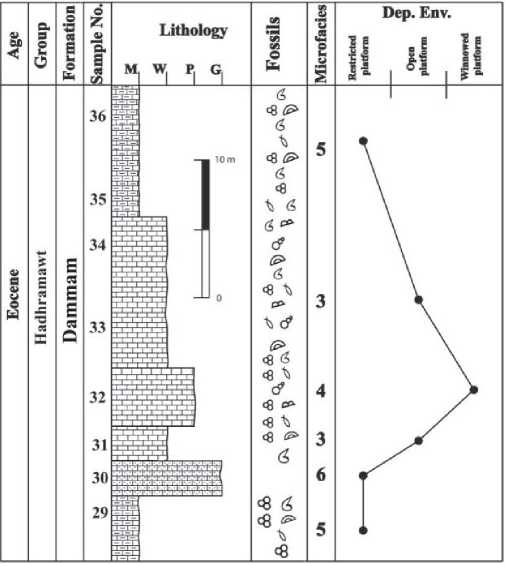 Age
Group
Formation
Sample No.
Lithology
M W P G
Fossils
Microfacies
Dep. Env.
Restricted
platform
Open
platform
Winnowed
platform
Eocene
Hadhramawt
Dammam
36
35
34
33
32
31
30
29
10 m
0
5
3
4
3
6
5